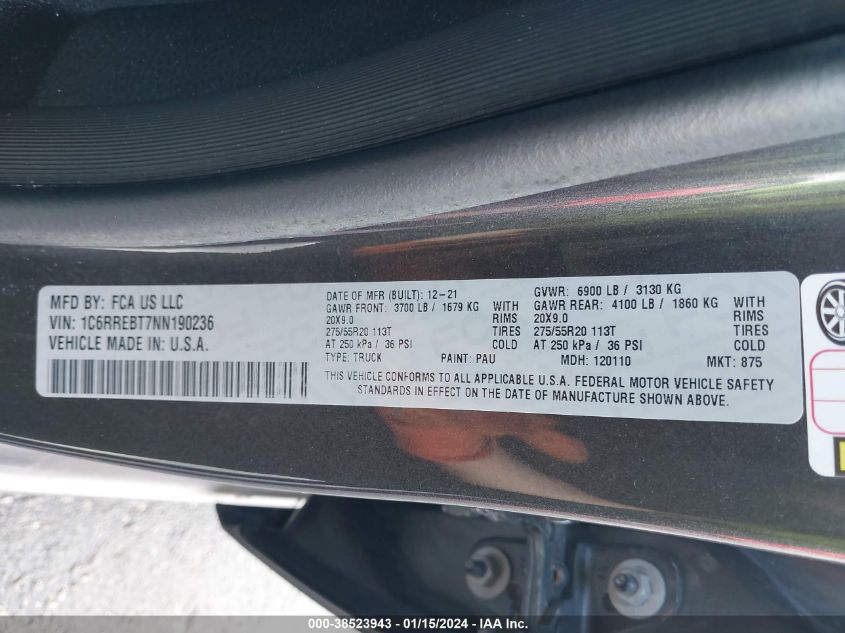 MFD BY: FCA US LLC
VIN: 1C6RREBT7NN190236
VEHICLE MADE IN: U.S.A.
DATE OF MFR (BUILT): 12-21
GAWR FRONT: 3700 LB / 1679 KG WITH
20X9.0 RIMS
275/55R20 113T TIRES
AT 250 kPa / 36 PSI COLD
TYPE: TRUCK PAINT: PAU
GVWR: 6900 LB / 3130 KG
GAWR REAR: 4100 LB / 1860 KG WITH
20X9.0 RIMS
275/55R20 113T TIRES
AT 250 kPa / 36 PSI COLD
MDH: 120110 MKT: 875
THIS VEHICLE CONFORMS TO ALL APPLICABLE U.S.A. FEDERAL MOTOR VEHICLE SAFETY
STANDARDS IN EFFECT ON THE DATE OF MANUFACTURE SHOWN ABOVE.
000-38523943 - 01/15/2024 - IAAI.COM